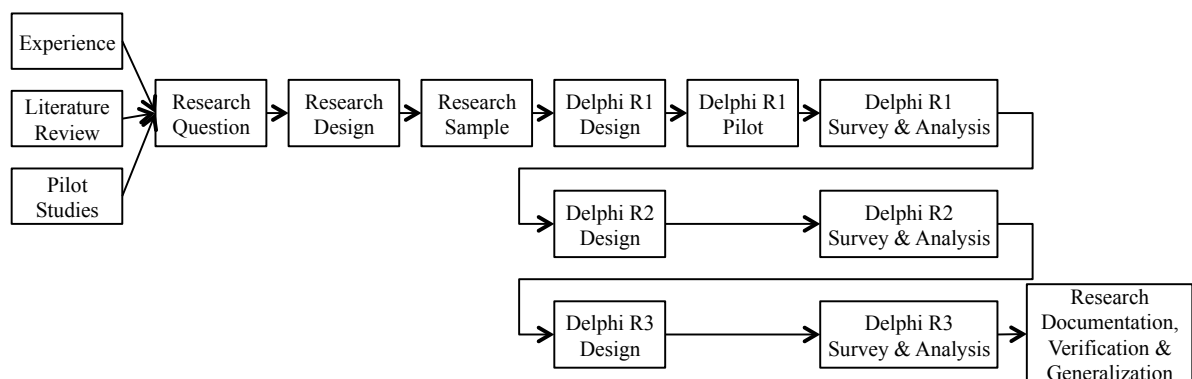 Experience
Literature
Review
Pilot
Studies
Research
Question
Research
Design
Research
Sample
Delphi R1
Design
Delphi R1
Pilot
Delphi R1
Survey & Analysis
Delphi R2
Design
Delphi R2
Survey & Analysis
Delphi R3
Design
Delphi R3
Survey & Analysis
Research
Documentation,
Verification &
Generalization